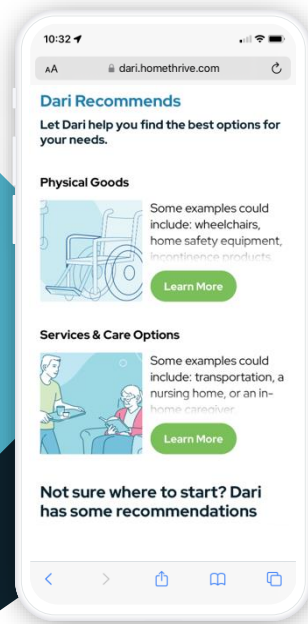 10:32
AA dari.homethrive.com
Dari Recommends
Let Dari help you find the best options for
your needs.
Physical Goods
Some examples could
include: wheelchairs,
home safety equipment,
incontinence products,
Learn More
Services & Care Options
Some examples could
include: transportation, a
nursing home, or an in-
home caregiver
Learn More
Not sure where to start? Dari
has some recommendations